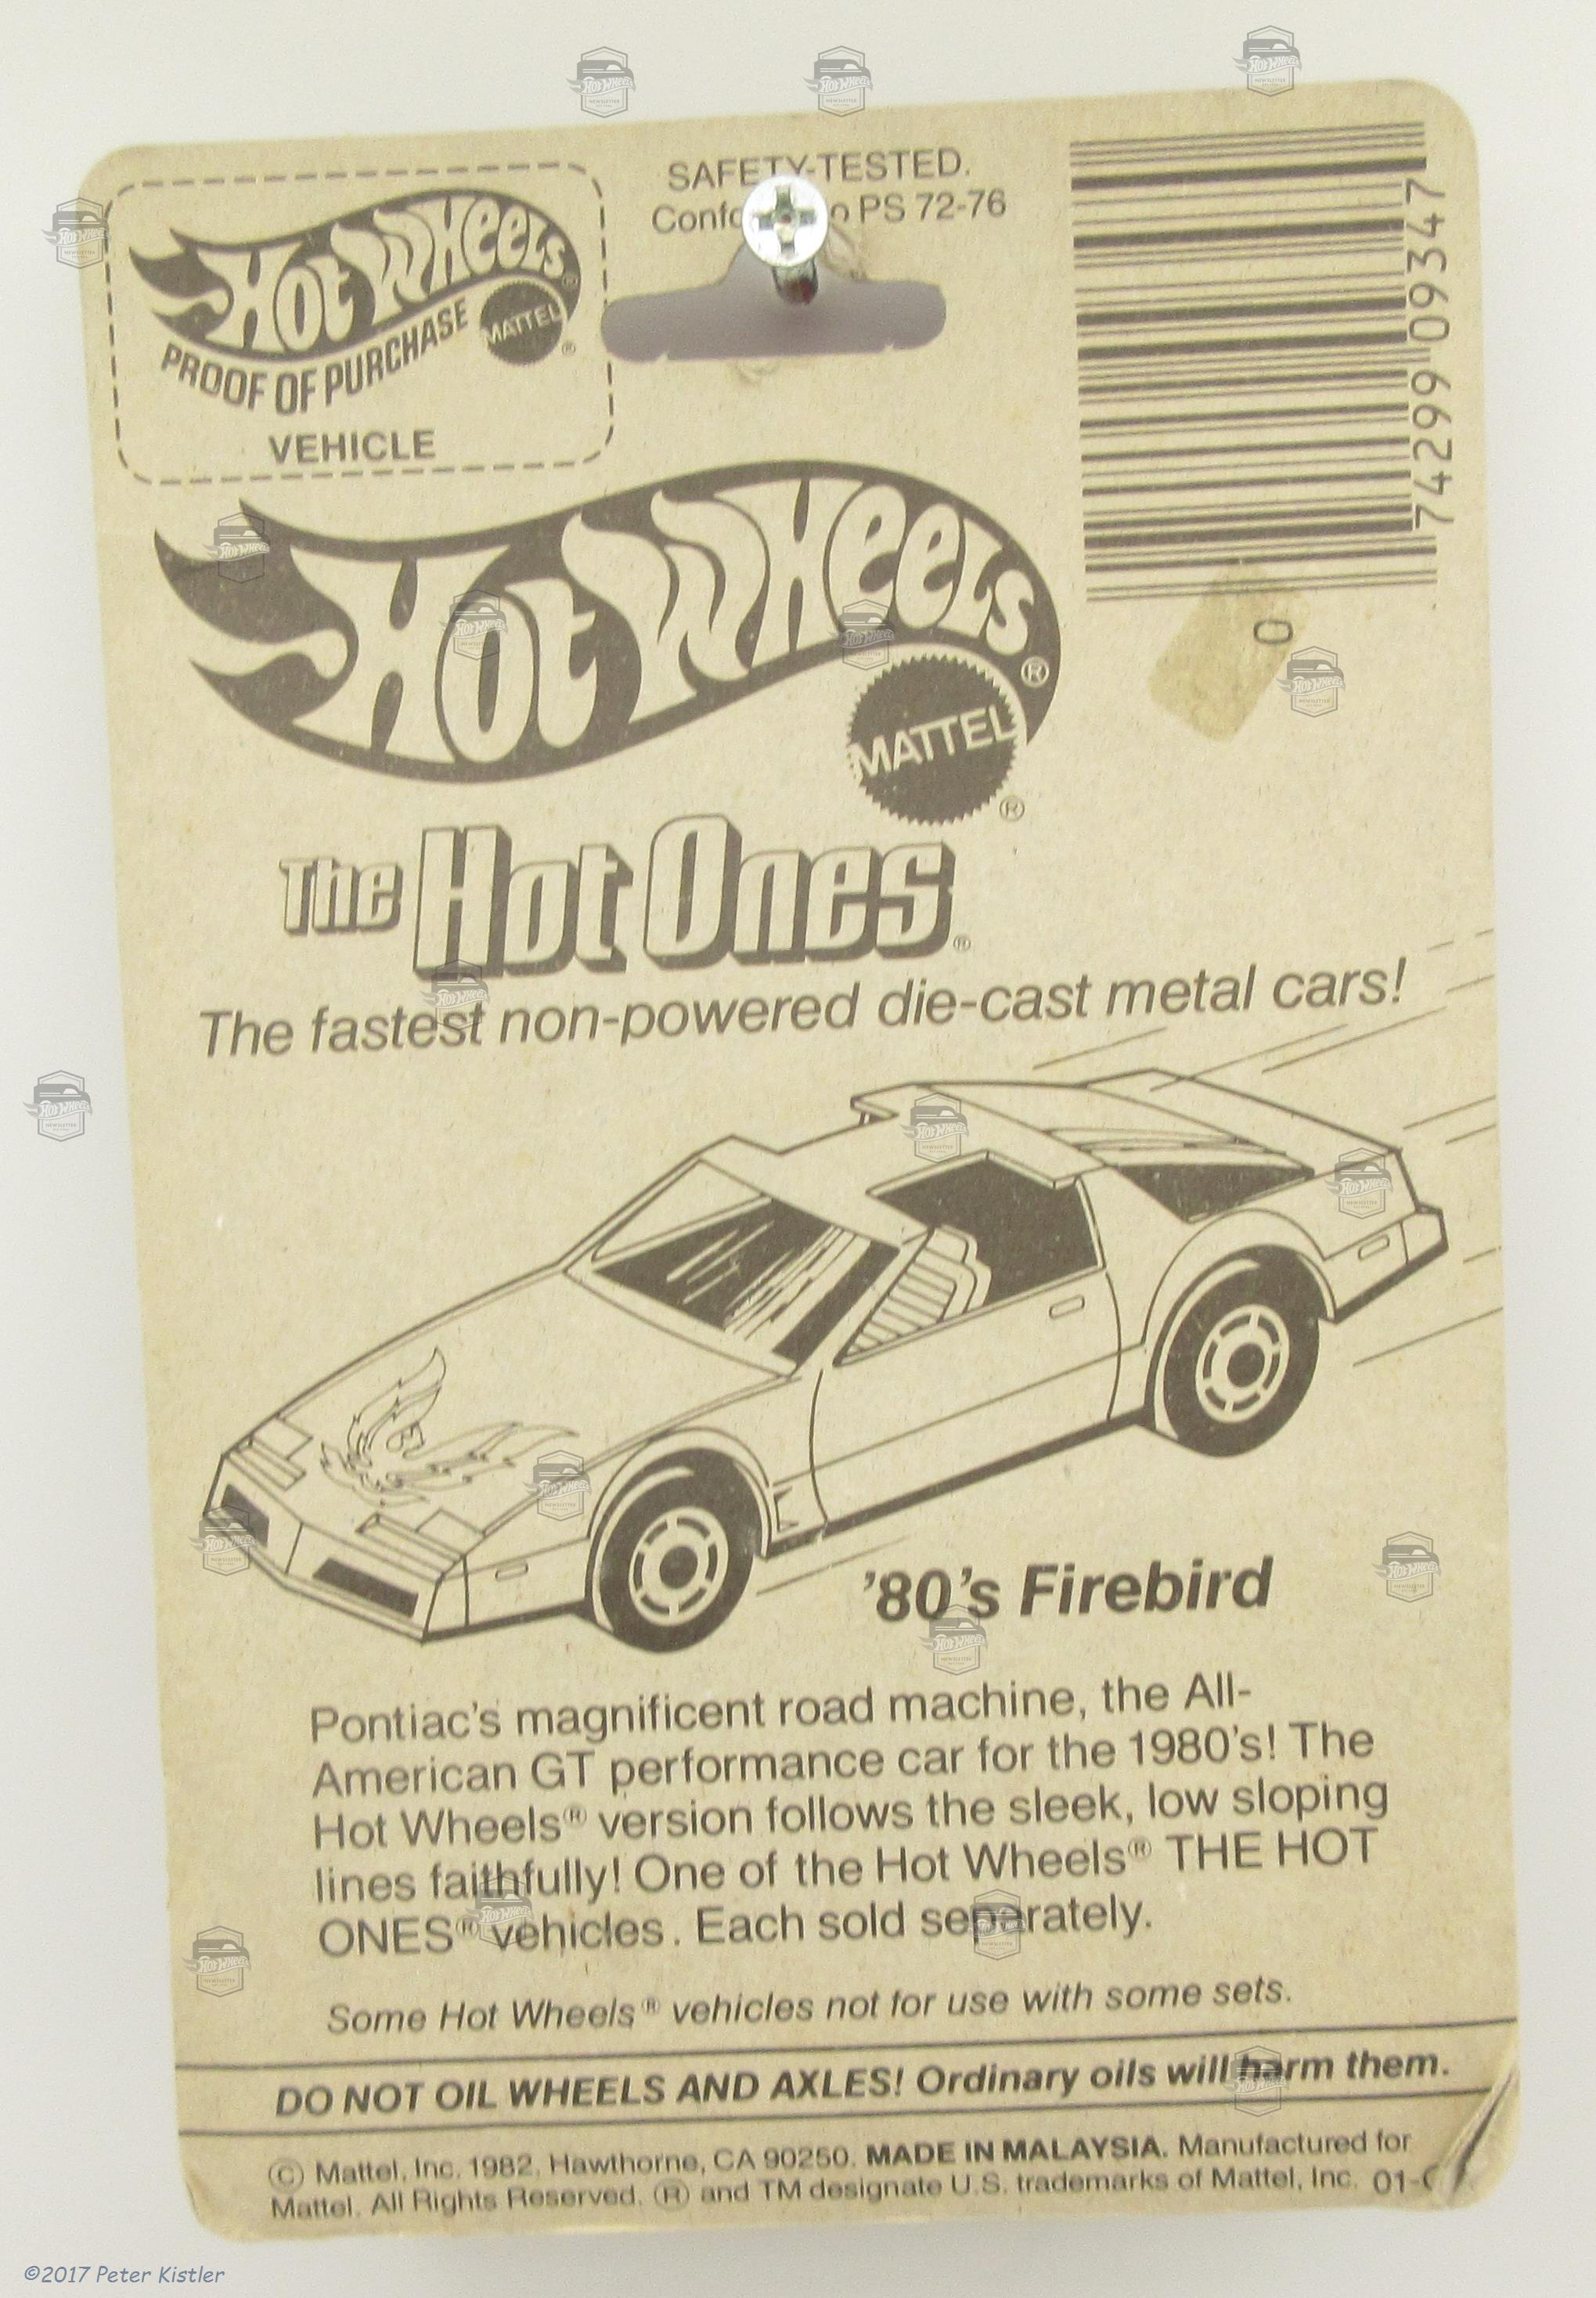 SAFETY-TESTED.
PS 72-76
Hot Wheels®
PROOF OF PURCHASE
MATTEL®
VEHICLE
74299 09347
0
Hot Wheels®
MATTEL®
The Hot Ones®
The fastest non-powered die-cast metal cars!
'80's Firebird
Pontiac's magnificent road machine, the All-
American GT performance car for the 1980's! The
Hot Wheels® version follows the sleek, low sloping
lines faithfully! One of the Hot Wheels® THE HOT
ONES® vehicles. Each sold separately.
Some Hot Wheels® vehicles not for use with some sets.
DO NOT OIL WHEELS AND AXLES! Ordinary oils will harm them.
© Mattel, Inc. 1982, Hawthorne, CA 90250. MADE IN MALAYSIA. Manufactured for
Mattel. All Rights Reserved. ® and TM designate U.S. trademarks of Mattel, Inc. 01-
©2017 Peter Kistler